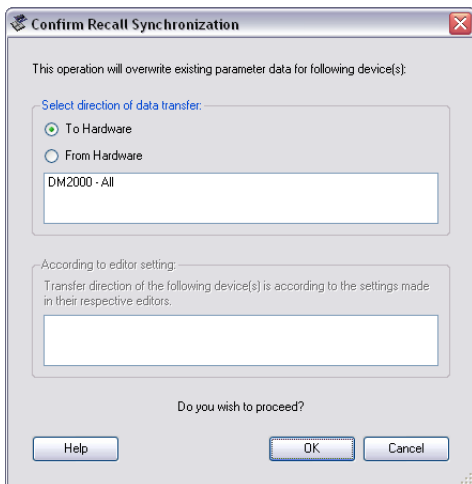 Confirm Recall Synchronization
This operation will overwrite existing parameter data for following device(s):
Select direction of data transfer:
To Hardware
From Hardware
DM2000 - All
According to editor setting:
Transfer direction of the following device(s) is according to the settings made
in their respective editors.
Do you wish to proceed?
Help OK Cancel